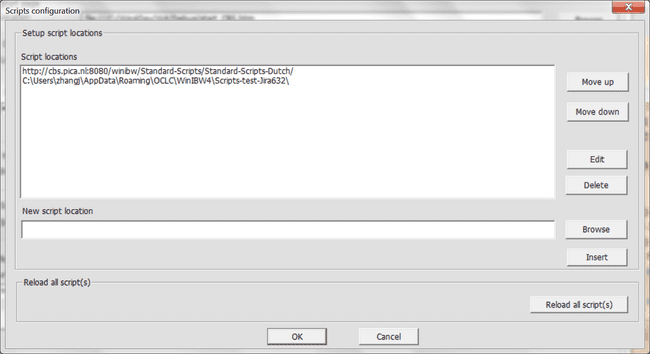 Scripts configuration
Setup script locations
Script locations
http://cbs.pica.nl:8080/winibw/Standard-Scripts/Standard-Scripts-Dutch/
C:\Users\zhangj\AppData\Roaming\OCLC\WinIBW4\Scripts-test-Jira632\
Move up
Move down
Edit
Delete
New script location
Browse
Insert
Reload all script(s)
Reload all script(s)
OK
Cancel